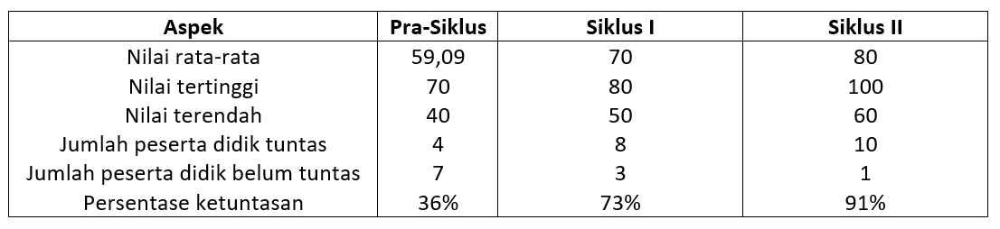 Aspek Pra-Siklus Siklus I Siklus II
Nilai rata-rata 59,09 70 80
Nilai tertinggi 70 80 100
Nilai terendah 40 50 60
Jumlah peserta didik tuntas 4 8 10
Jumlah peserta didik belum tuntas 7 3 1
Persentase ketuntasan 36% 73% 91%